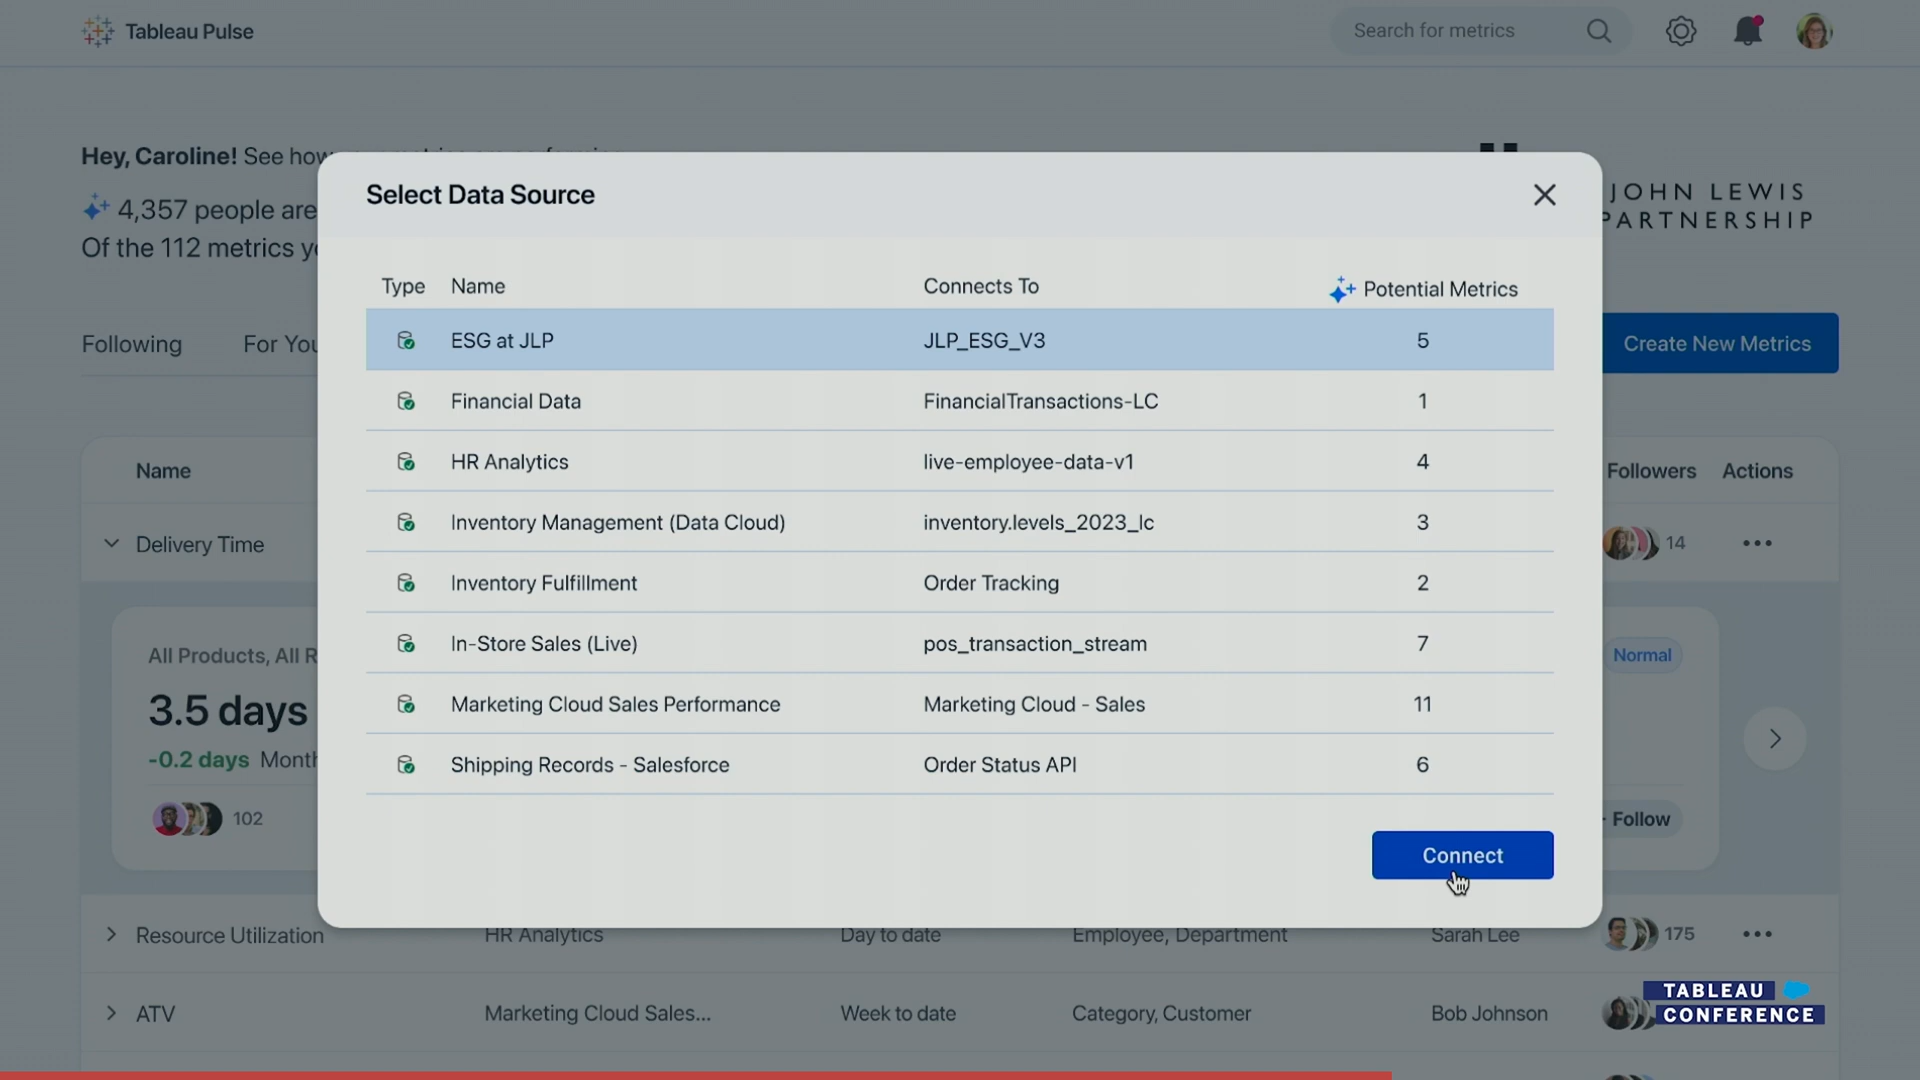 Tableau Pulse
Search for metrics
Hey, Caroline! See how
4,357 people are
Of the 112 metrics
JOHN LEWIS
PARTNERSHIP
Following For You
Create New Metrics
Select Data Source
Type Name Connects To Potential Metrics
ESG at JLP JLP_ESG_V3 5
Financial Data FinancialTransactions-LC 1
HR Analytics live-employee-data-v1 4
Inventory Management (Data Cloud) inventory.levels_2023_lc 3
Inventory Fulfillment Order Tracking 2
In-Store Sales (Live) pos_transaction_stream 7
Marketing Cloud Sales Performance Marketing Cloud - Sales 11
Shipping Records - Salesforce Order Status API 6
Connect
Name Followers Actions
Delivery Time 14
All Products, All R
Normal
3.5 days
-0.2 days Month
102
Follow
Resource Utilization HR Analytics Day to date Employee, Department Sarah Lee 175
ATV Marketing Cloud Sales... Week to date Category, Customer Bob Johnson
TABLEAU
CONFERENCE